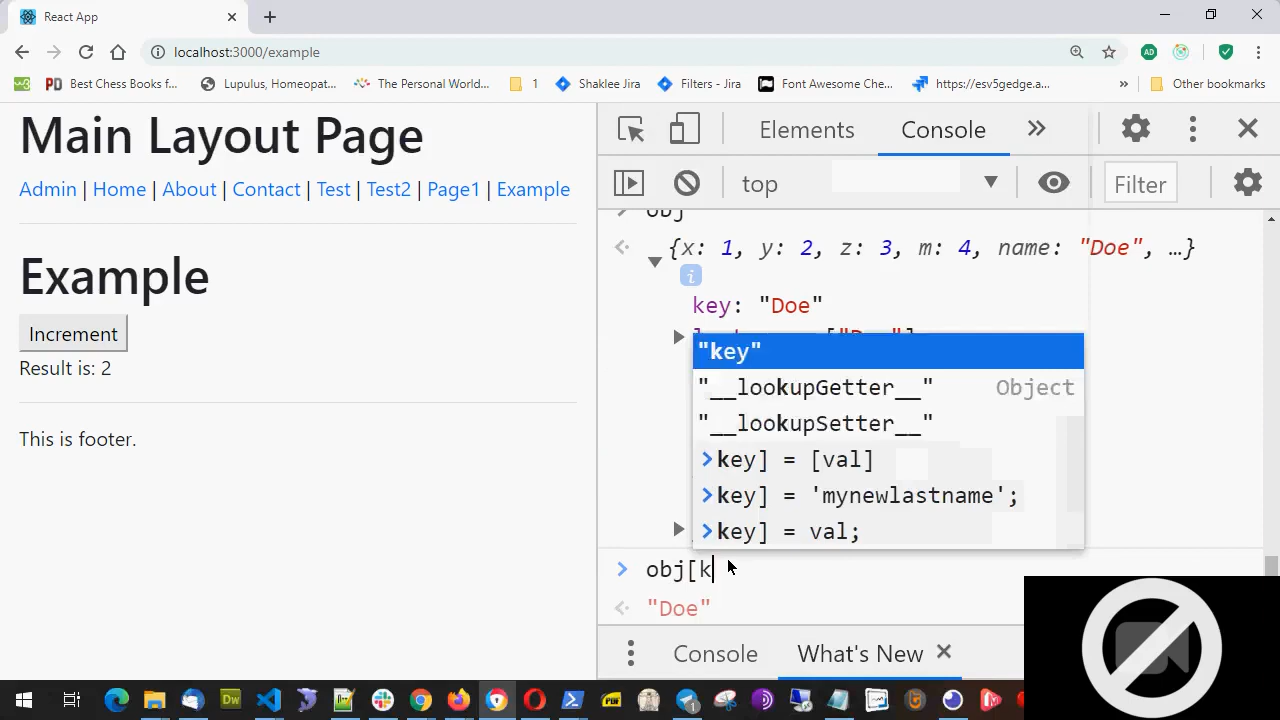 React App
localhost:3000/example
Best Chess Books f...
Lupulus, Homeopat...
The Personal World...
1
Shaklee Jira
Filters - Jira
Font Awesome Che...
https://esv5gedge.a...
»
Other bookmarks
Main Layout Page
Admin | Home | About | Contact | Test | Test2 | Page1 | Example
Example
Increment
Result is: 2
This is footer.
Elements
Console
»
top
Filter
obj
{x: 1, y: 2, z: 3, m: 4, name: "Doe", …}
key: "Doe"
"key"
"__lookupGetter__" Object
"__lookupSetter__"
key] = [val]
key] = 'mynewlastname';
key] = val;
obj[k
"Doe"
Console
What's New